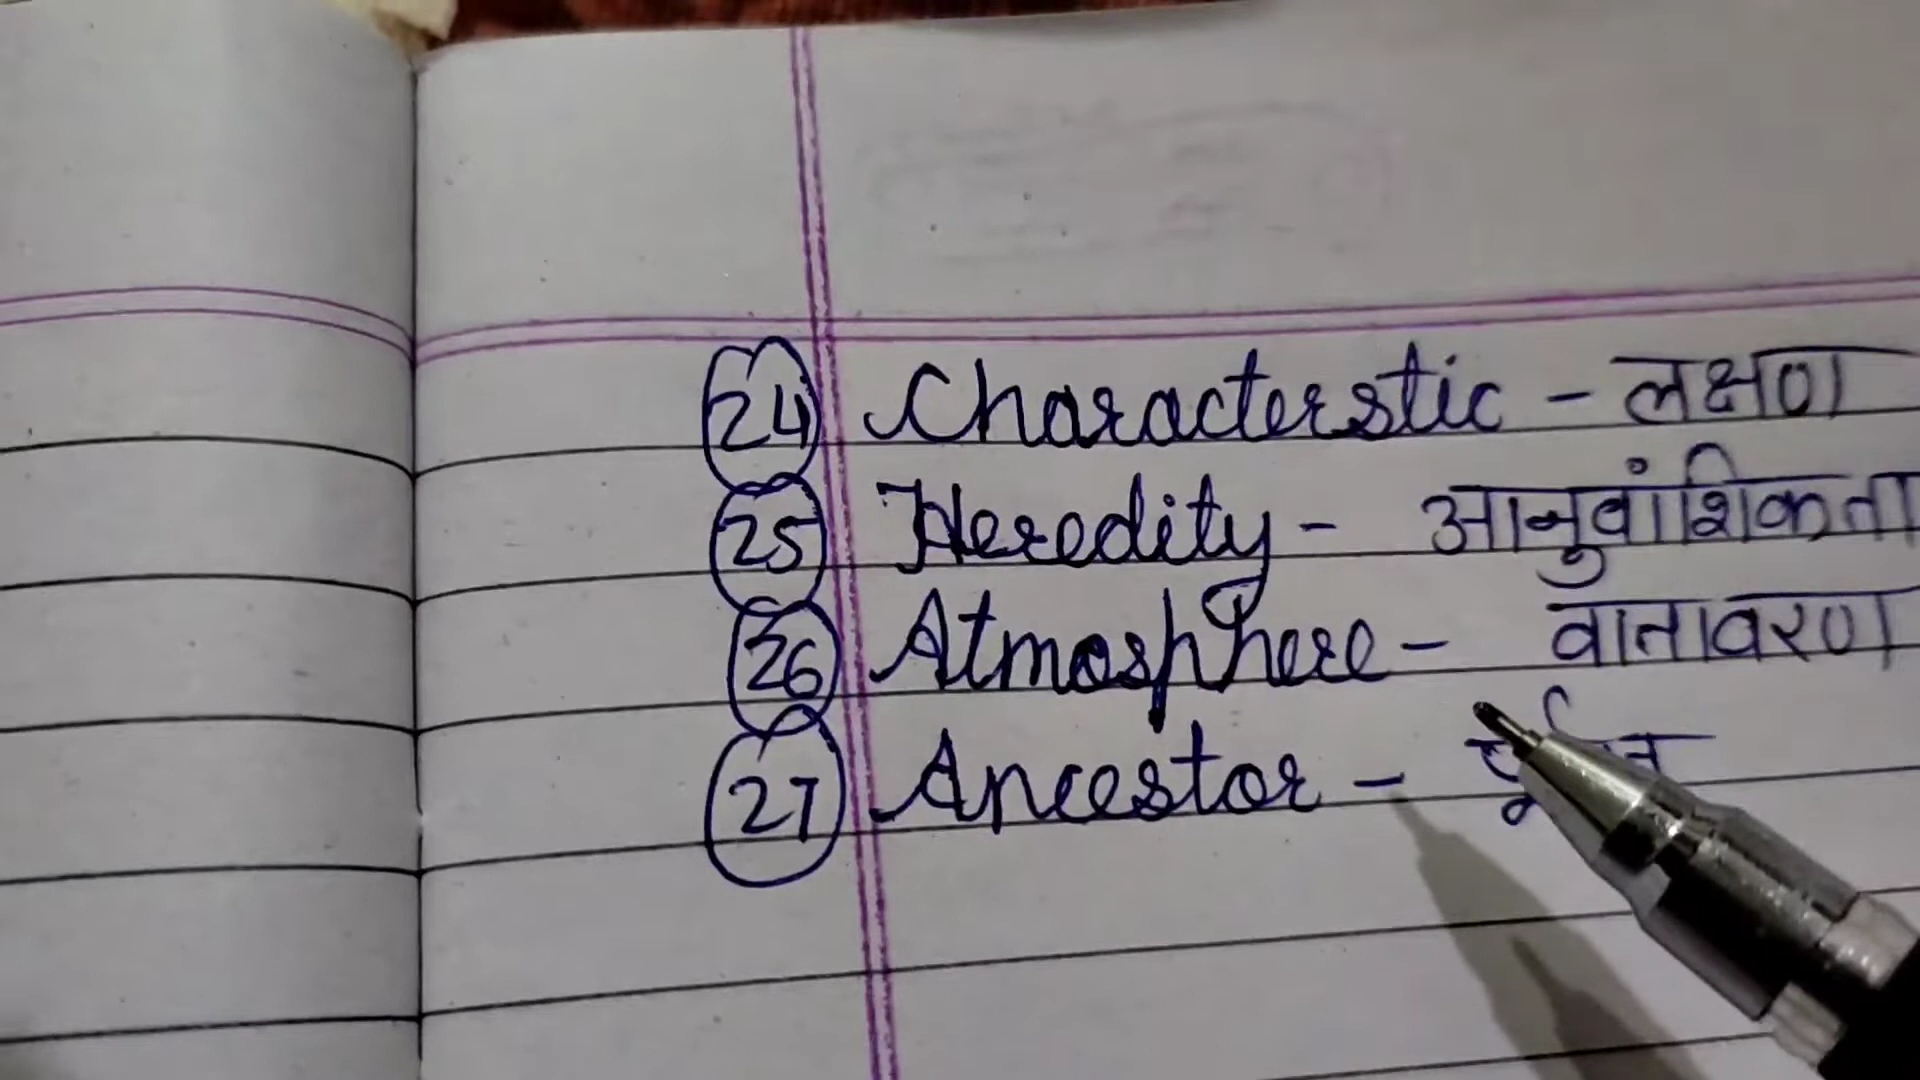 24 Characterstic - लक्षण
25 Heredity - आनुवांशिकता
26 Atmosphere - वातावरण
27 Ancestor -